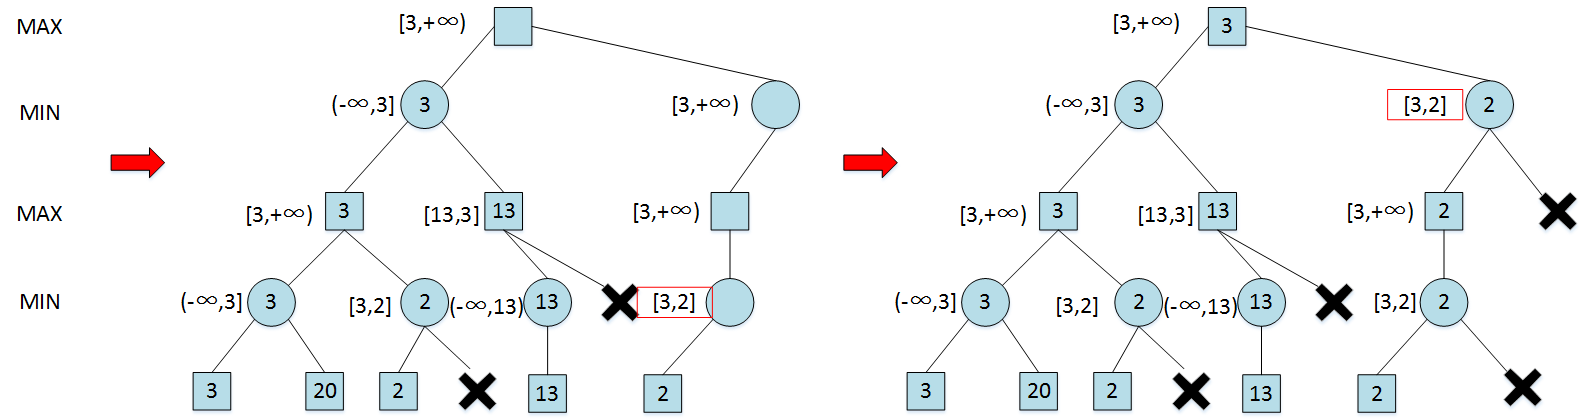 MAX [3,+∞) [3,+∞) 3
MIN (-∞,3] 3 [3,+∞) (-∞,3] 3 [3,2] 2
MAX [3,+∞) 3 [13,3] 13 [3,+∞) [3,+∞) 3 [13,3] 13 [3,+∞) 2
MIN (-∞,3] 3 [3,2] 2 (-∞,13) 13 [3,2] (-∞,3] 3 [3,2] 2 (-∞,13) 13 [3,2] 2
3 20 2 13 2 3 20 2 13 2